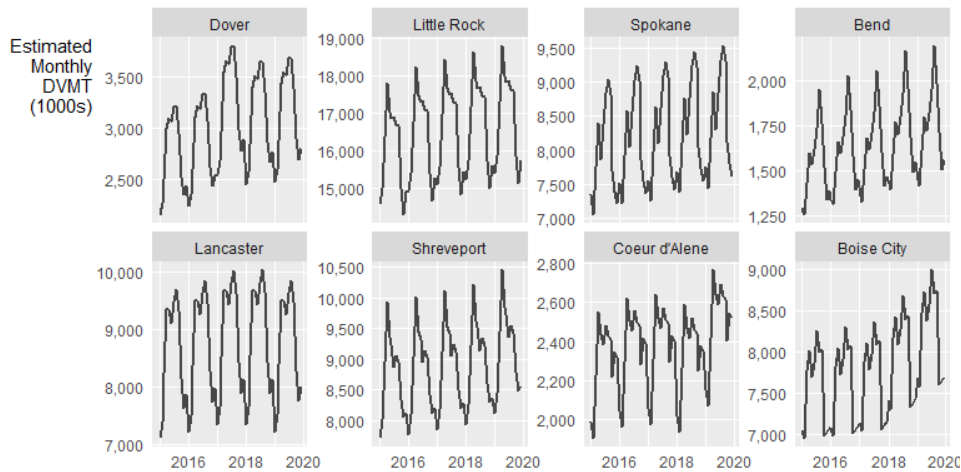 Estimated
Monthly
DVMT
(1000s)
Dover
3,500
3,000
2,500
Little Rock
19,000
18,000
17,000
16,000
15,000
Spokane
9,500
9,000
8,500
8,000
7,500
7,000
Bend
2,000
1,750
1,500
1,250
Lancaster
10,000
9,000
8,000
7,000
2016 2018 2020
Shreveport
10,500
10,000
9,500
9,000
8,500
8,000
2016 2018 2020
Coeur d'Alene
2,800
2,600
2,400
2,200
2,000
2016 2018 2020
Boise City
9,000
8,500
8,000
7,500
7,000
2016 2018 2020